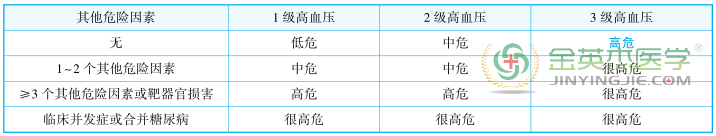 其他危险因素 1级高血压 2级高血压 3级高血压
无 低危 中危 高危
1~2个其他危险因素 中危 中危 很高危
≥3个其他危险因素或靶器官损害 高危 高危 很高危
临床并发症或合并糖尿病 很高危 很高危 很高危
金英杰医学
JINYINGJIE.COM